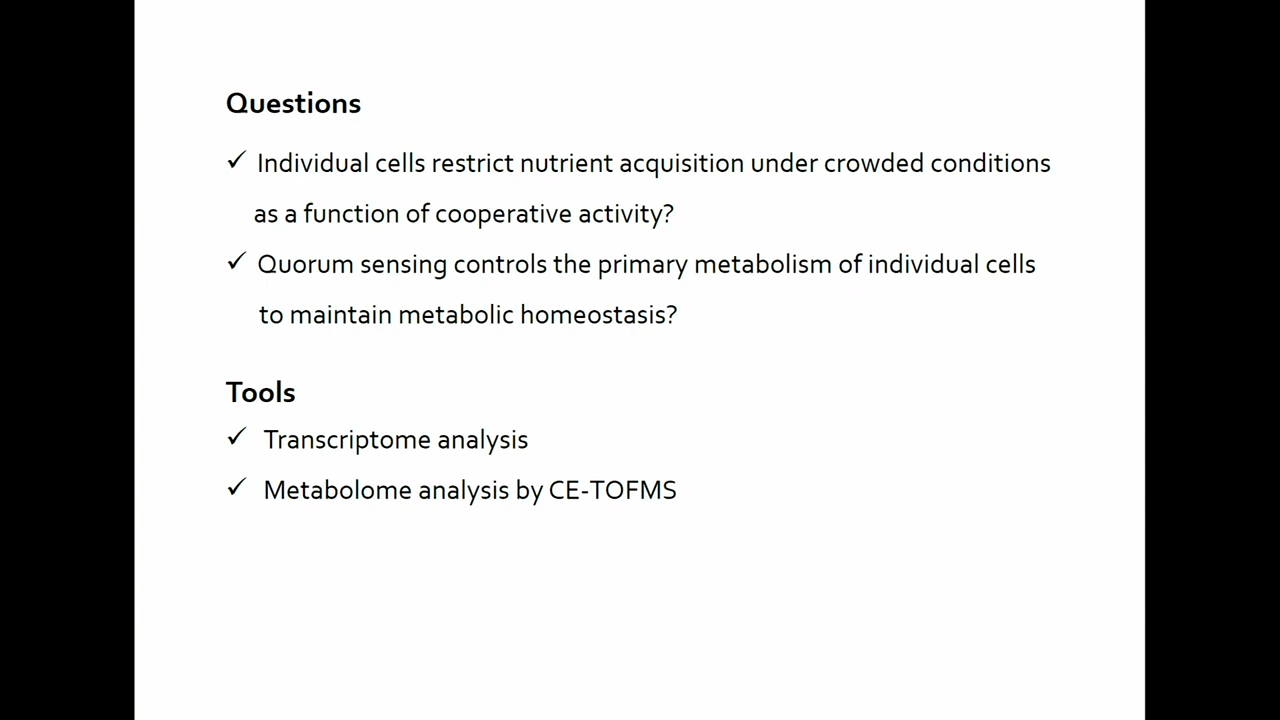 Questions
✓ Individual cells restrict nutrient acquisition under crowded conditions
as a function of cooperative activity?
✓ Quorum sensing controls the primary metabolism of individual cells
to maintain metabolic homeostasis?
Tools
✓ Transcriptome analysis
✓ Metabolome analysis by CE-TOFMS